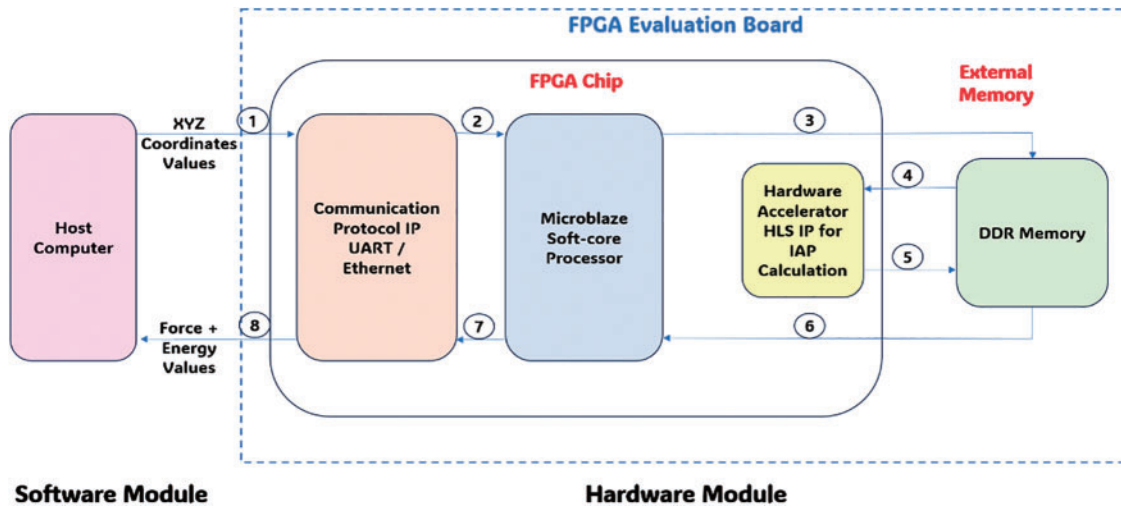 FPGA Evaluation Board
FPGA Chip
External
Memory
XYZ
Coordinates
Values
1
2
3
4
5
6
7
8
Host
Computer
Communication
Protocol IP
UART /
Ethernet
Microblaze
Soft-core
Processor
Hardware
Accelerator
HLS IP for
IAP
Calculation
DDR Memory
Force +
Energy
Values
Software Module
Hardware Module